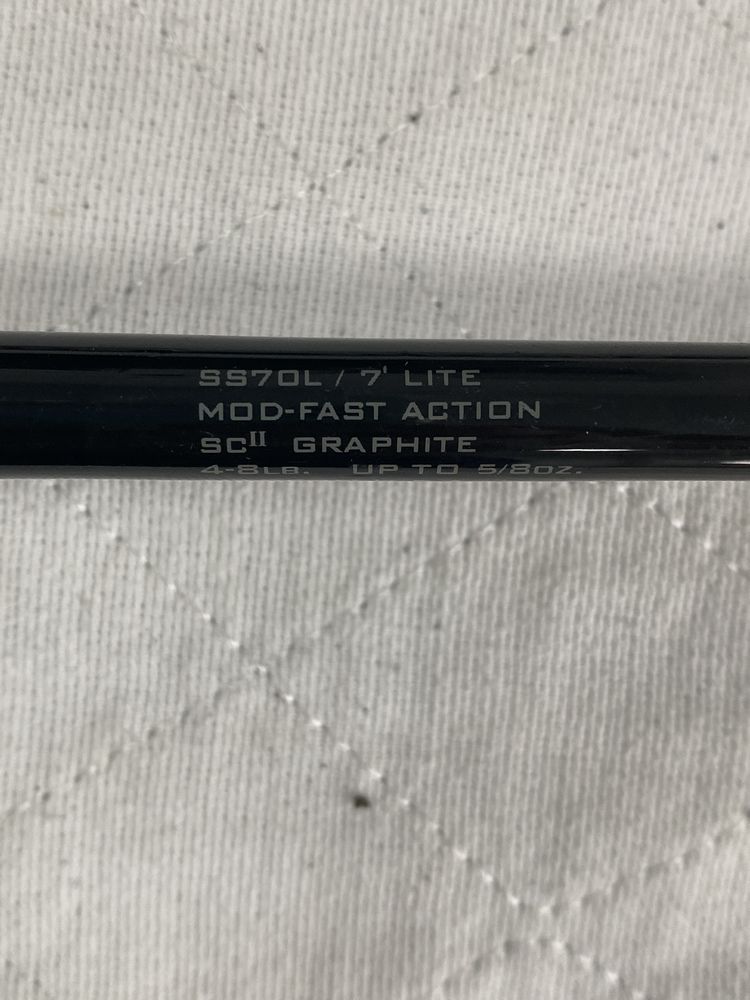 SS70L / 7' LITE
MOD-FAST ACTION
SCII GRAPHITE
4-8LB. UP TO 5/8OZ.